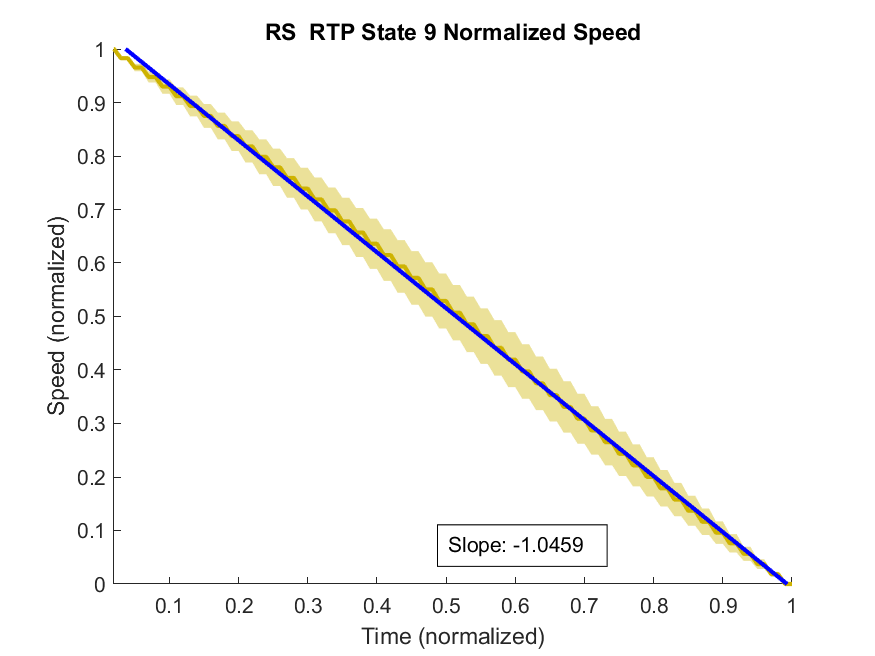 RS  RTP State 9 Normalized Speed
1
0.9
0.8
0.7
0.6
0.5
0.4
0.3
0.2
0.1
0
Speed (normalized)
Slope: -1.0459
0.1 0.2 0.3 0.4 0.5 0.6 0.7 0.8 0.9 1
Time (normalized)